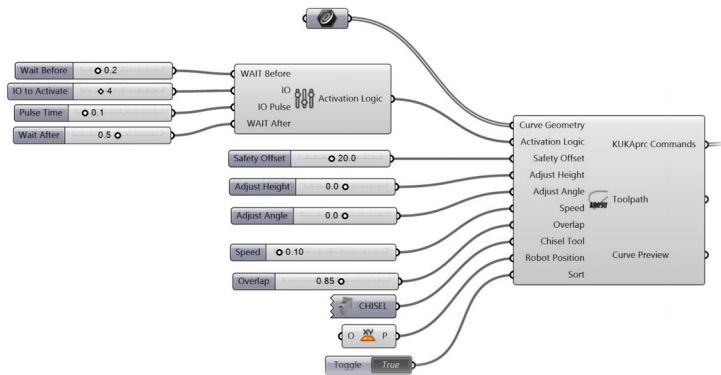 Wait Before 0.2
IO to Activate 4
Pulse Time 0.1
Wait After 0.5
WAIT Before
IO
IO Pulse
WAIT After
Activation Logic
Safety Offset 20.0
Adjust Height 0.0
Adjust Angle 0.0
Speed 0.10
Overlap 0.85
CHISEL
O XY P
Toggle True
Curve Geometry
Activation Logic
Safety Offset
Adjust Height
Adjust Angle
Speed
Overlap
Chisel Tool
Robot Position
Sort
KUKAprc Commands
Toolpath
Curve Preview